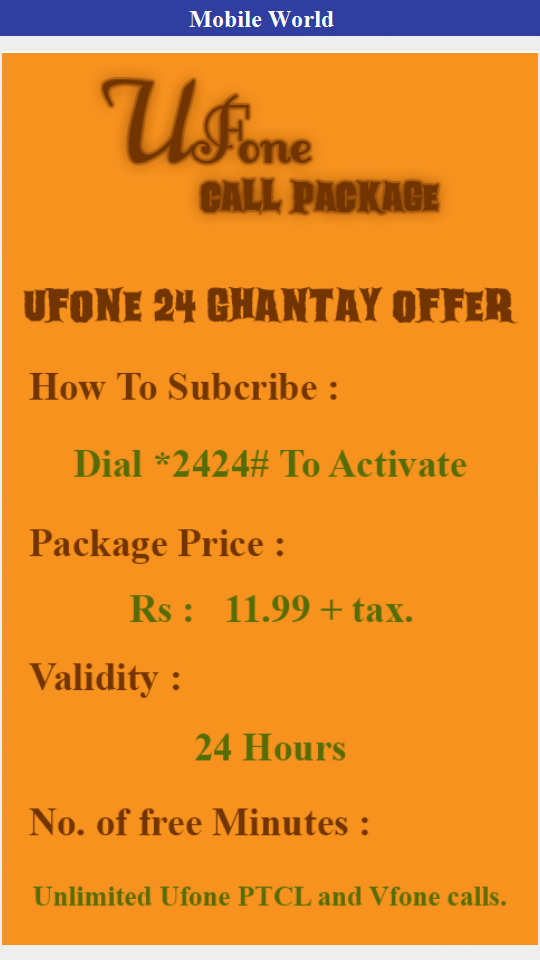 Mobile World
UFone
CALL PACKAGE
UFONE 24 GHANTAY OFFER
How To Subcribe :
Dial *2424# To Activate
Package Price :
Rs : 11.99 + tax.
Validity :
24 Hours
No. of free Minutes :
Unlimited Ufone PTCL and Vfone calls.